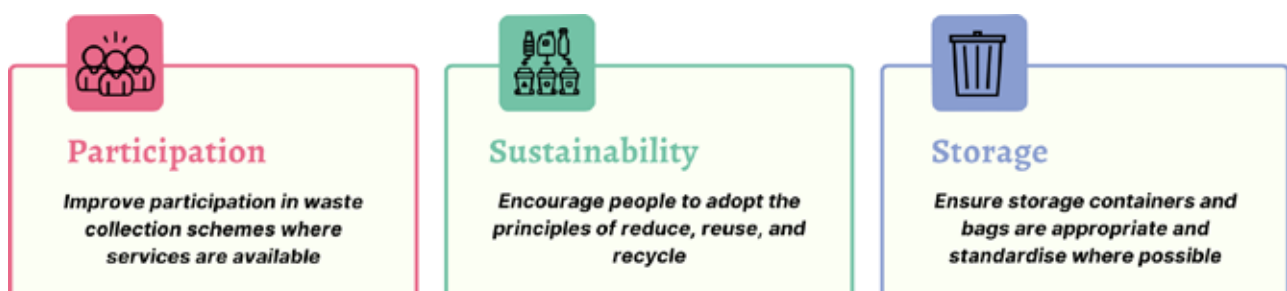 Participation
Improve participation in waste
collection schemes where
services are available
Sustainability
Encourage people to adopt the
principles of reduce, reuse, and
recycle
Storage
Ensure storage containers and
bags are appropriate and
standardise where possible